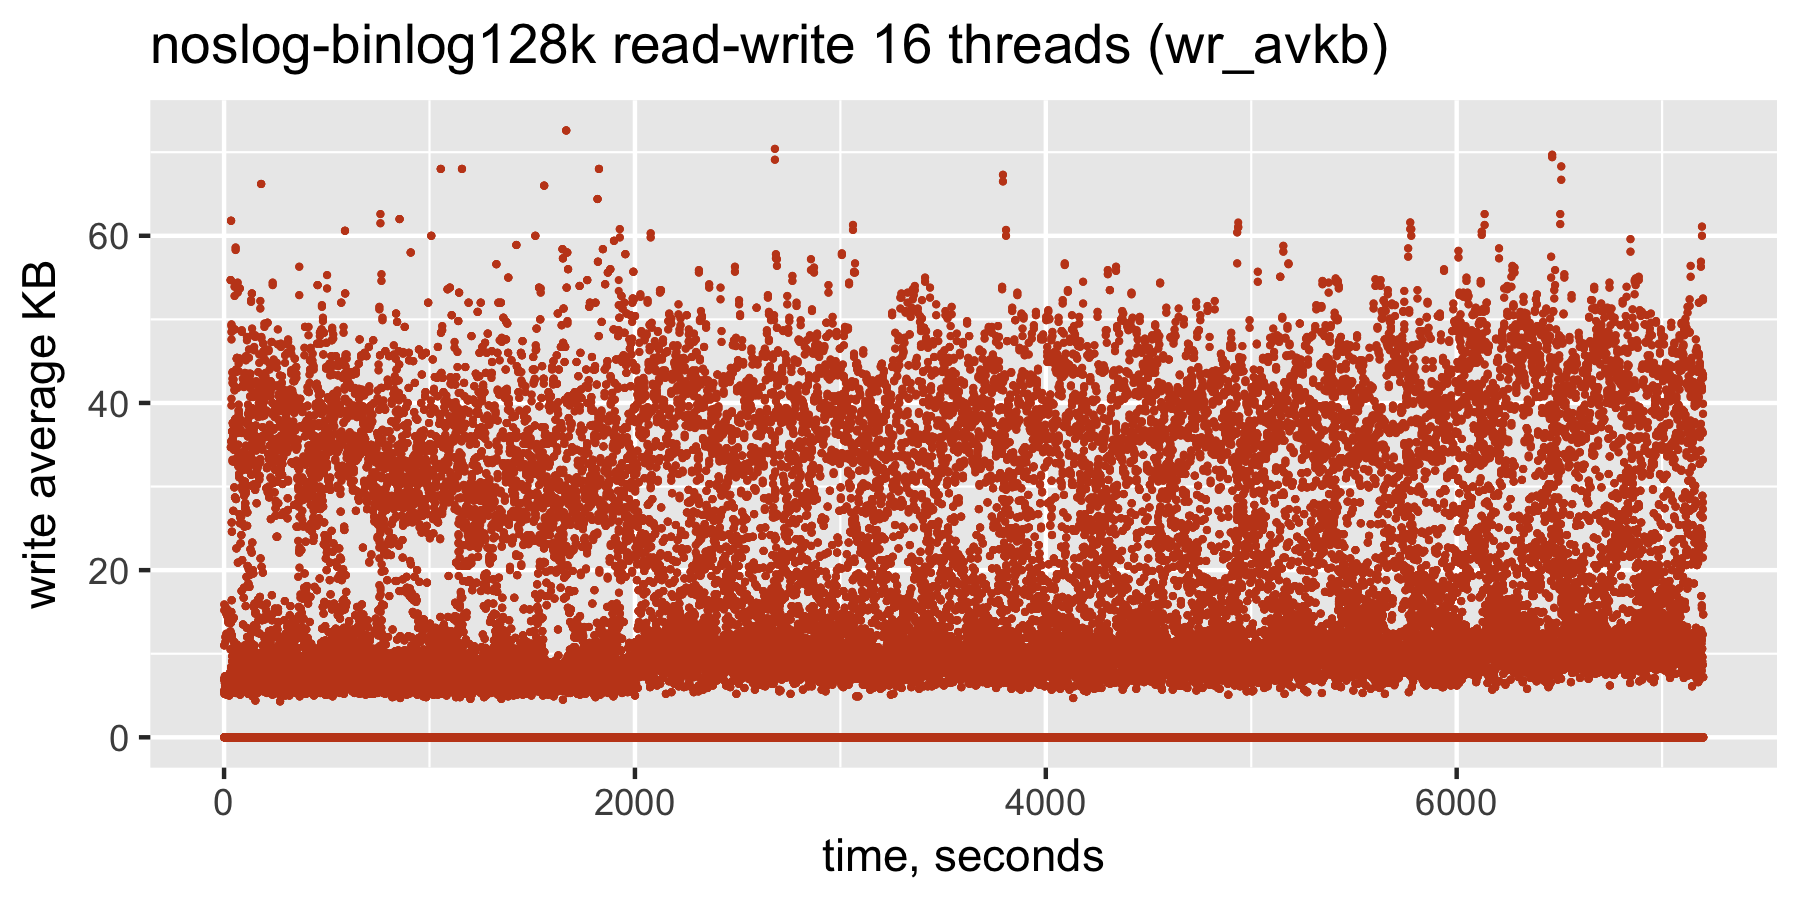 noslog-binlog128k read-write 16 threads (wr_avkb)
write average KB
60
40
20
0
0 2000 4000 6000
time, seconds